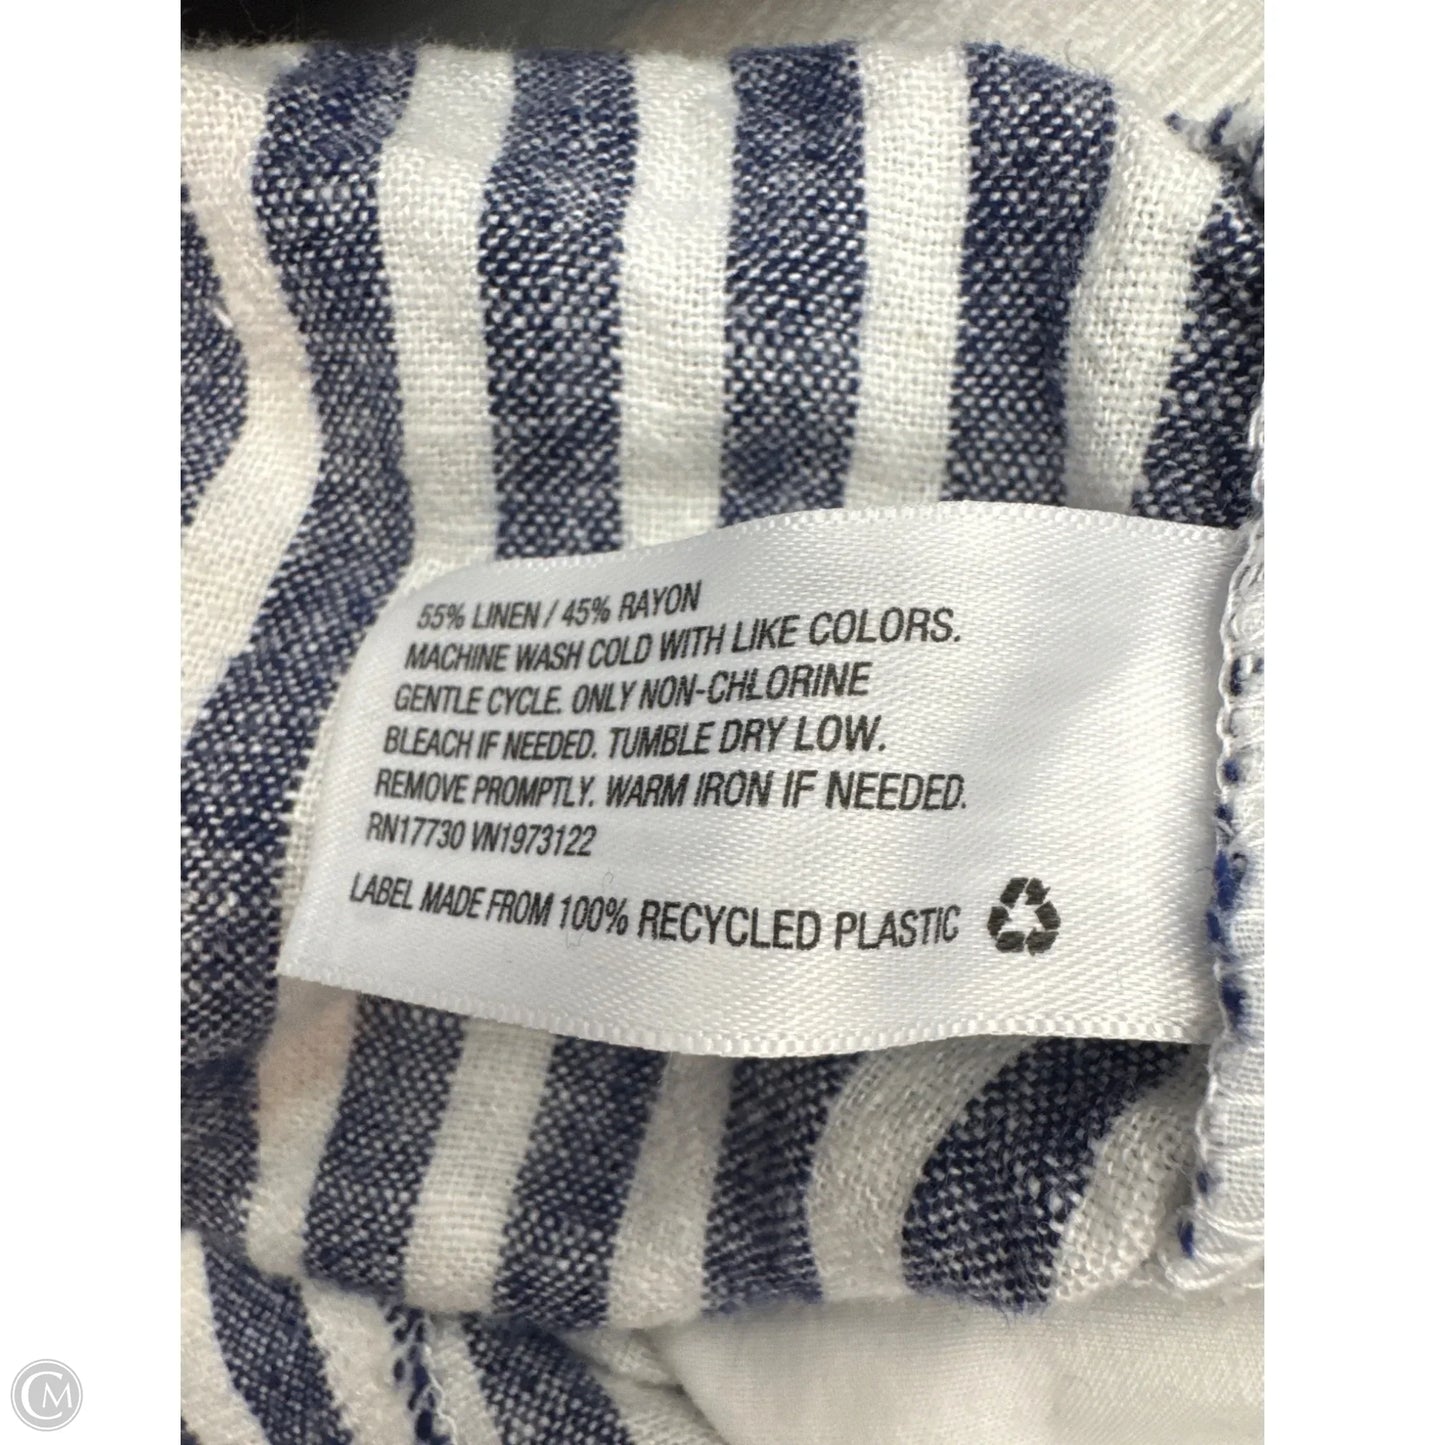 55% LINEN / 45% RAYON
MACHINE WASH COLD WITH LIKE COLORS.
GENTLE CYCLE. ONLY NON-CHLORINE
BLEACH IF NEEDED. TUMBLE DRY LOW.
REMOVE PROMPTLY. WARM IRON IF NEEDED.
RN17730 VN1973122
LABEL MADE FROM 100% RECYCLED PLASTIC
CM